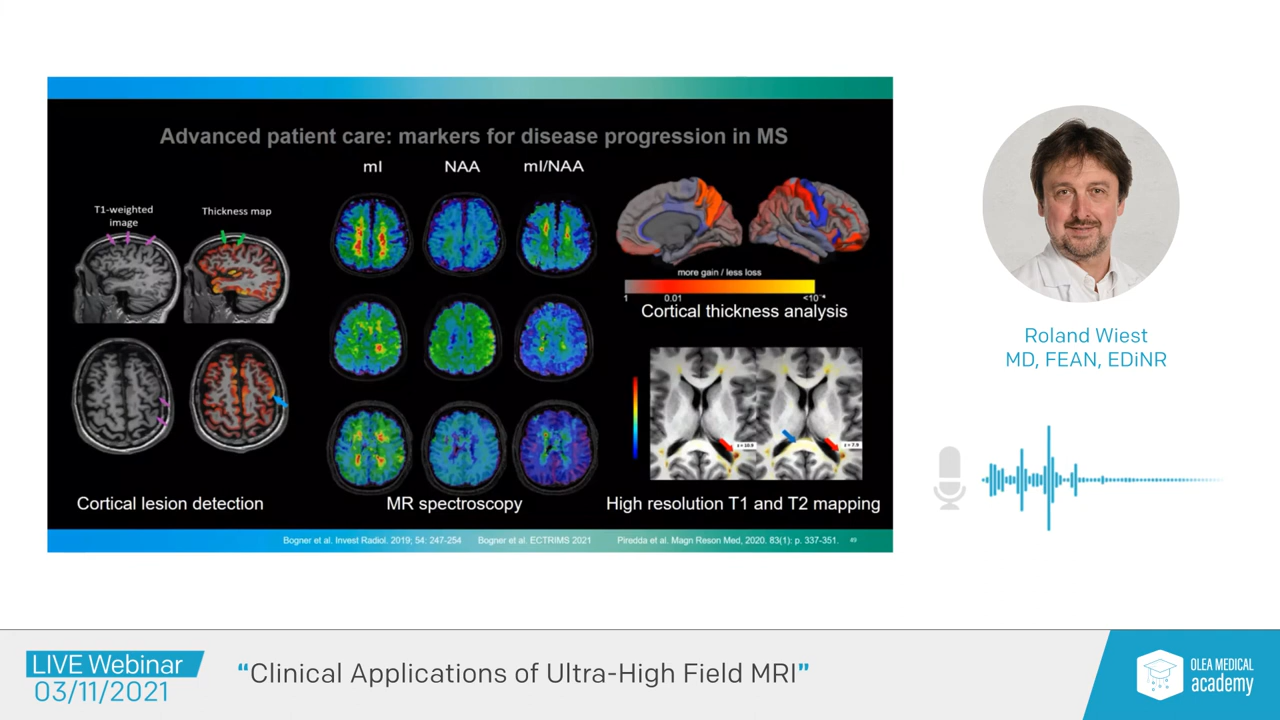 Advanced patient care: markers for disease progression in MS
mI
NAA
mI/NAA
T1-weighted
image
Thickness map
more gain / less loss
1
0.01
Cortical thickness analysis
Cortical lesion detection
MR spectroscopy
High resolution T1 and T2 mapping
Bogner et al. Invest Radiol. 2019; 54: 247-254
Bogner et al. ECTRIMS 2021
Piredda et al. Magn Reson Med, 2020. 83(1): p. 337-351.
Roland Wiest
MD, FEAN, EDiNR
LIVE Webinar
03/11/2021
“Clinical Applications of Ultra-High Field MRI”
OLEA MEDICAL
academy